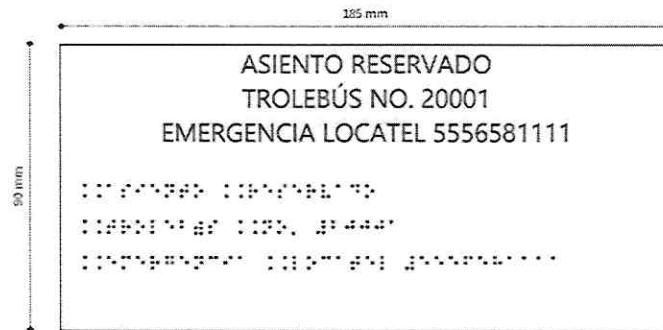 185 mm
90 mm
ASIENTO RESERVADO
TROLEBÚS NO. 20001
EMERGENCIA LOCATEL 5556581111